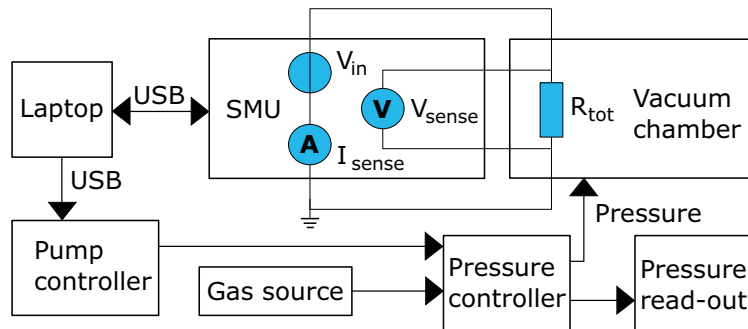 Laptop
USB
SMU
V in
A
I sense
V
V sense
R tot
Vacuum
chamber
USB
Pressure
Pump
controller
Gas source
Pressure
controller
Pressure
read-out